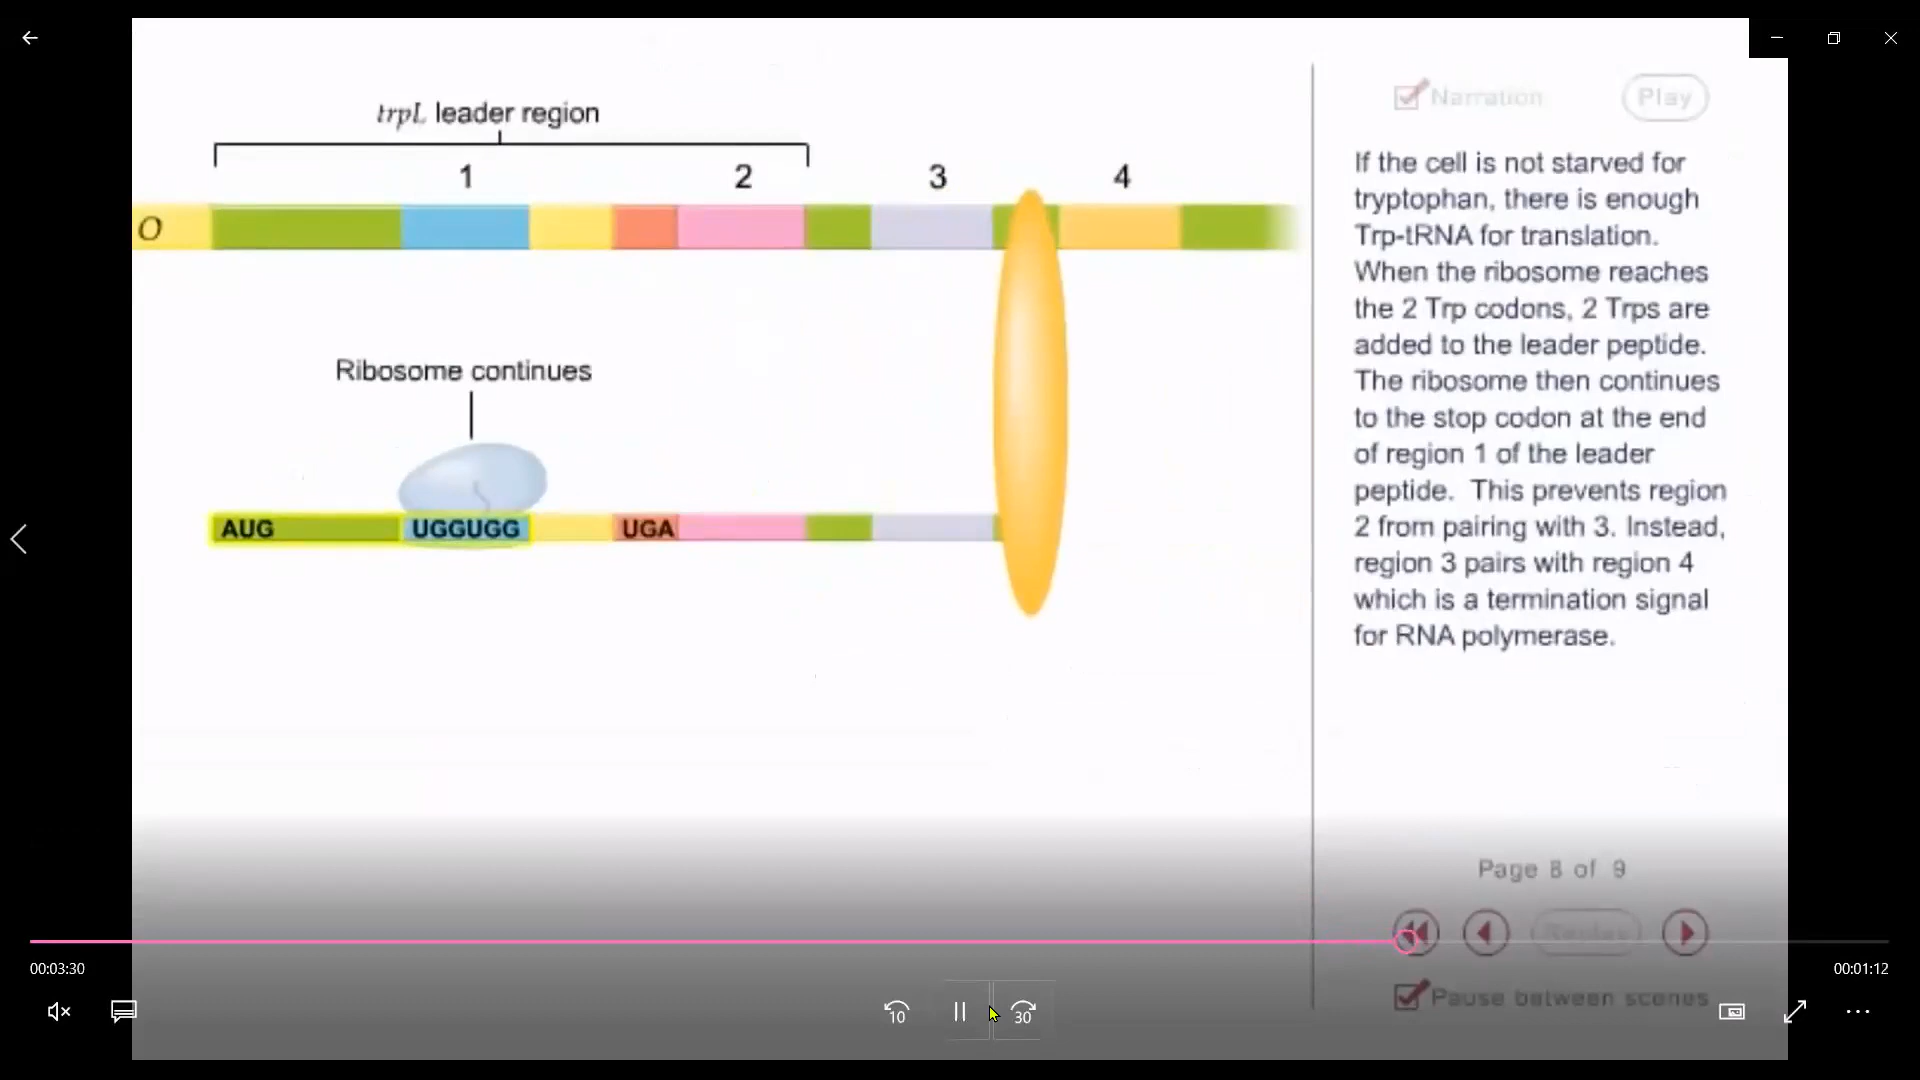 trpL leader region
1
2
3
4
O
Ribosome continues
AUG
UGGUGG
UGA
Narration
Play
If the cell is not starved for
tryptophan, there is enough
Trp-tRNA for translation.
When the ribosome reaches
the 2 Trp codons, 2 Trps are
added to the leader peptide.
The ribosome then continues
to the stop codon at the end
of region 1 of the leader
peptide. This prevents region
2 from pairing with 3. Instead,
region 3 pairs with region 4
which is a termination signal
for RNA polymerase.
Page 8 of 9
Replay
Pause between scenes
00:03:30
00:01:12
10
30